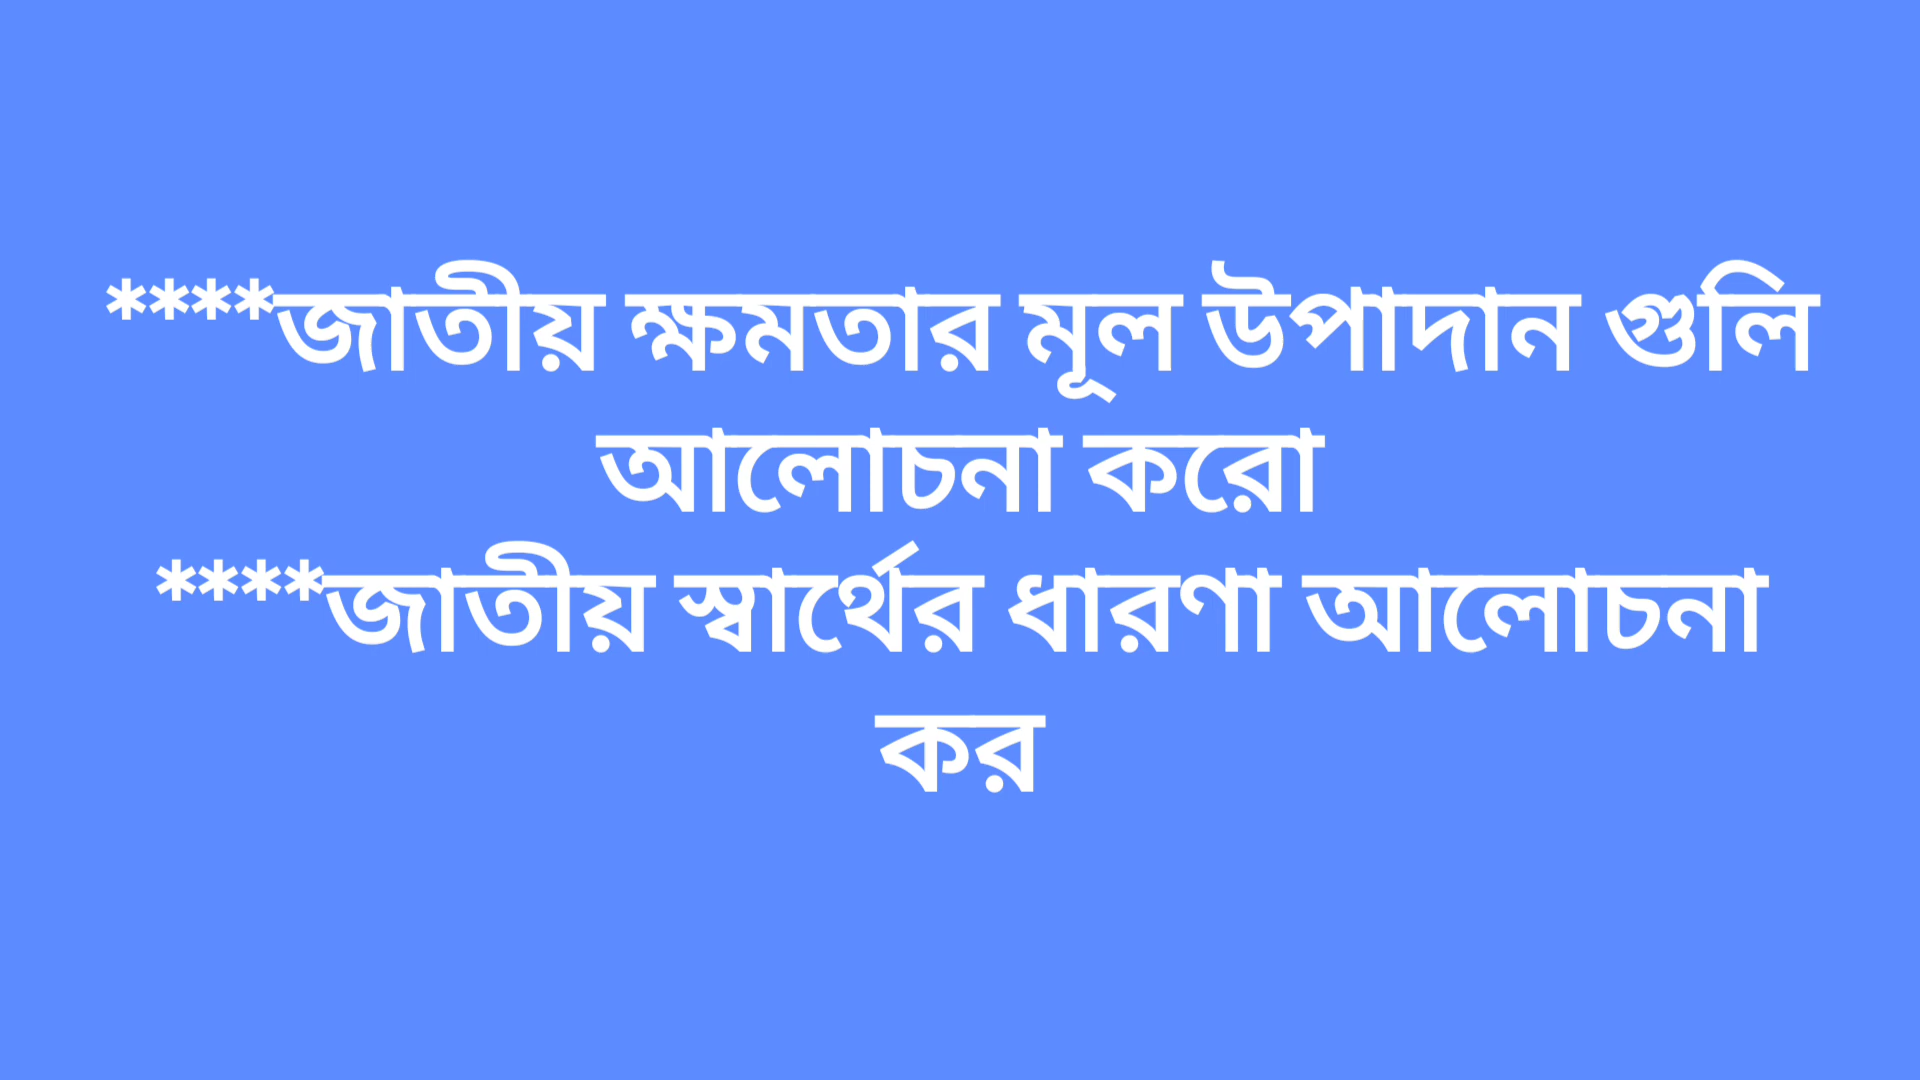 ****জাতীয় ক্ষমতার মূল উপাদান গুলি
আলোচনা করো
****জাতীয় স্বার্থের ধারণা আলোচনা
কর